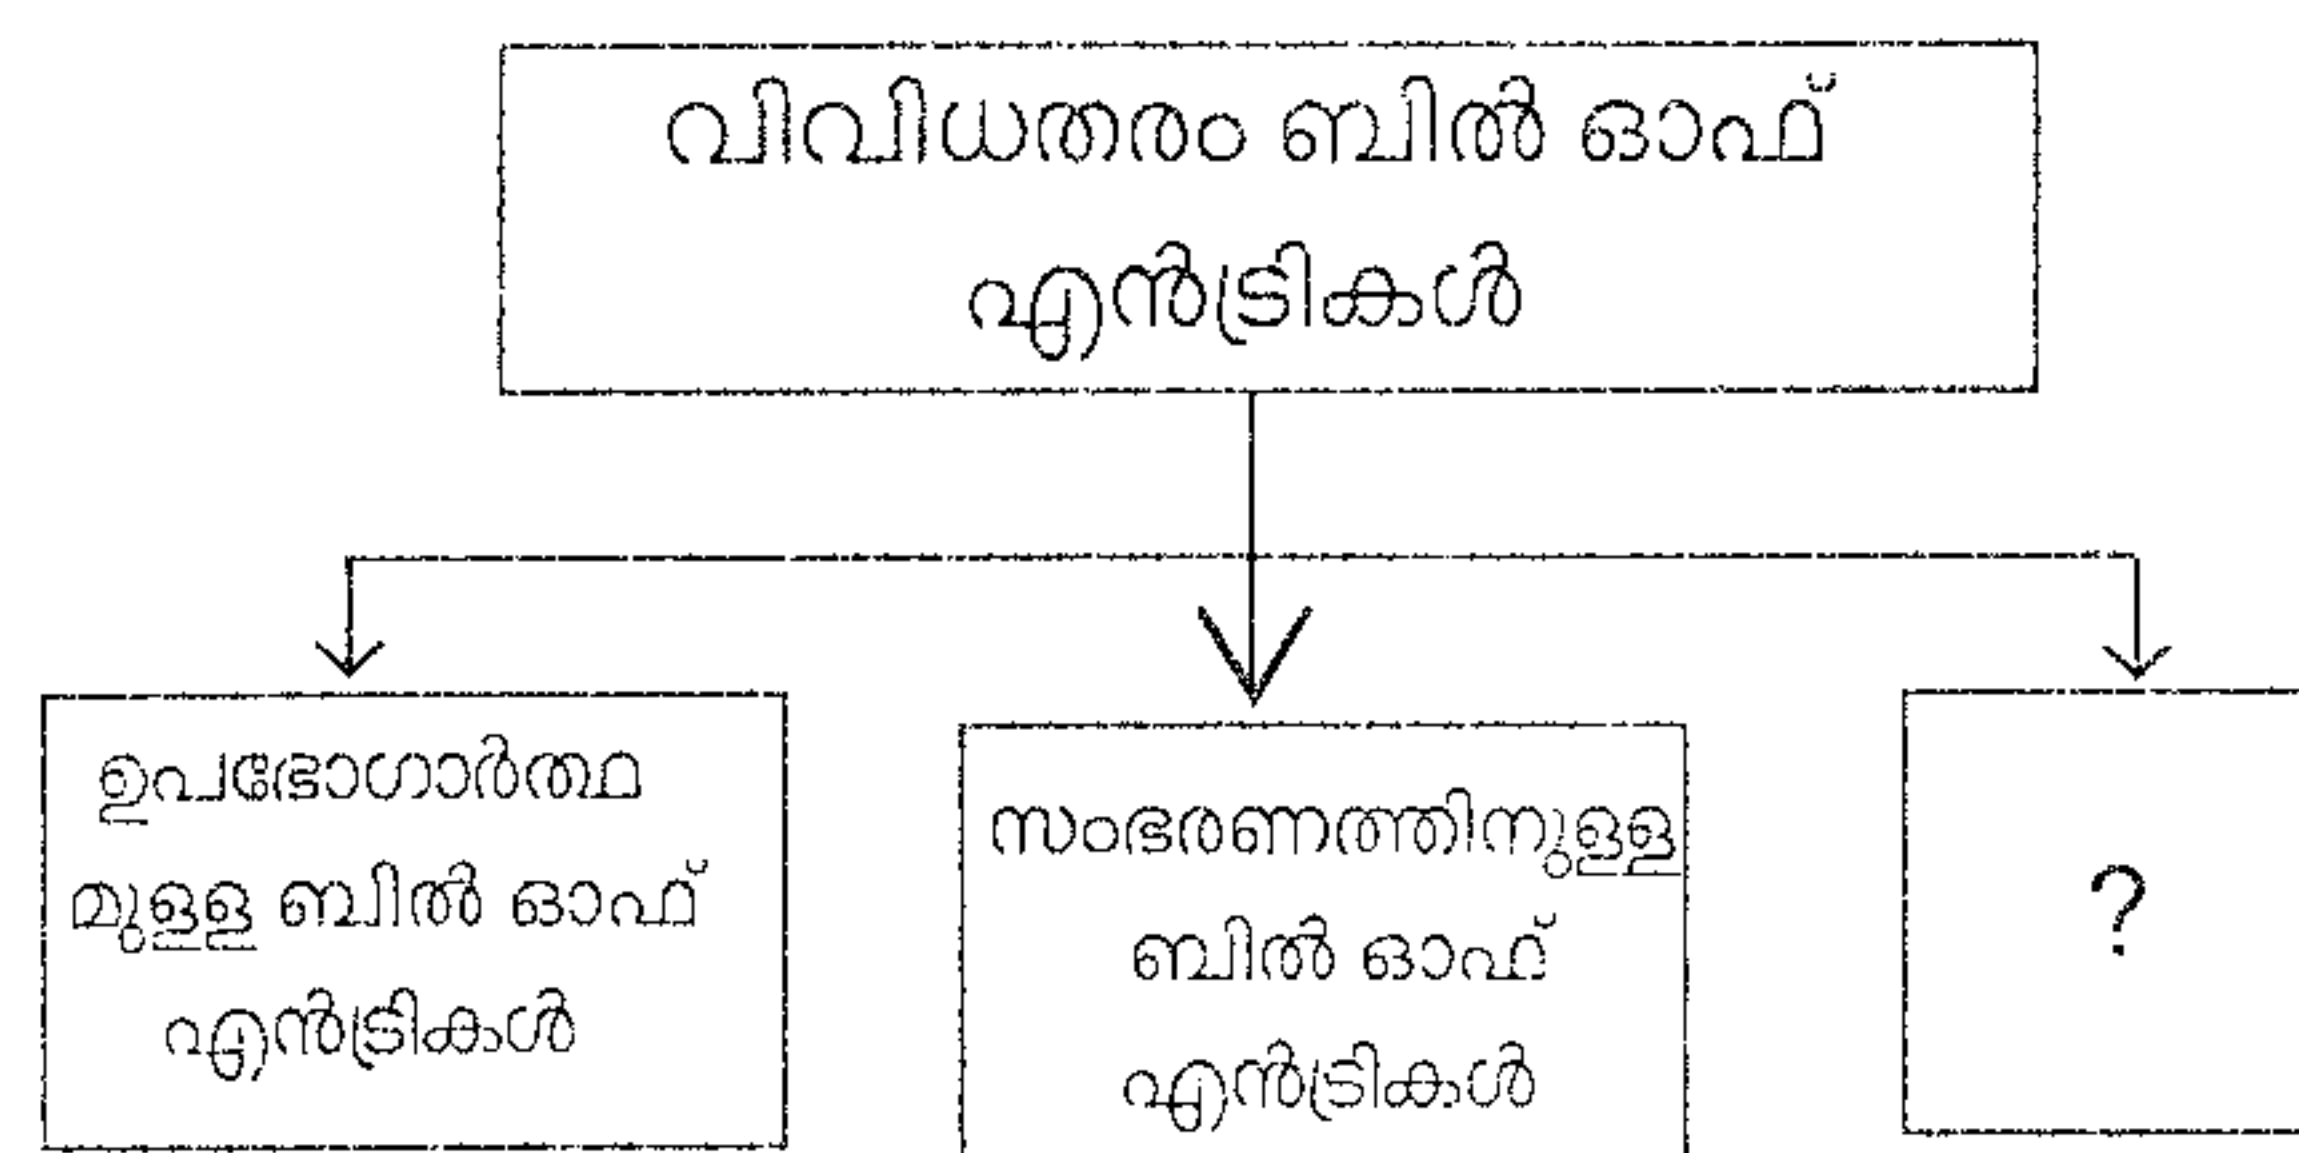 വിവിധതരം ബിൽ ഓഫ്
എൻട്രികൾ
ഉപഭോഗാർത്ഥ
മുള്ള ബിൽ ഓഫ്
എൻട്രികൾ
സംഭരണത്തിനുള്ള
ബിൽ ഓഫ്
എൻട്രികൾ
?